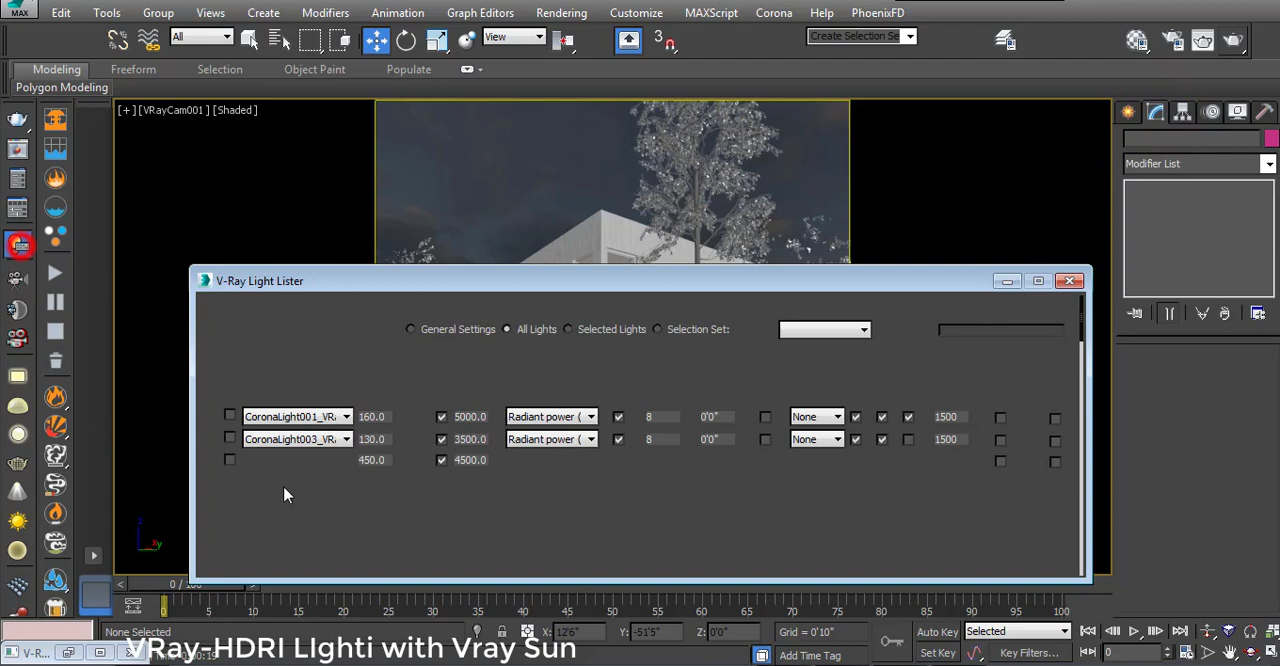 MAX
Edit Tools Group Views Create Modifiers Animation Graph Editors Rendering Customize MAXScript Corona Help PhoenixFD
All View 3 Create Selection Se
Modeling Freeform Selection Object Paint Populate
Polygon Modeling
[+] [VRayCam001] [Shaded]
Modifier List
V-Ray Light Lister
General Settings All Lights Selected Lights Selection Set:
CoronaLight001_VR 160.0 5000.0 Radiant power ( 8 0'0" None 1500
CoronaLight003_VR 130.0 3500.0 Radiant power ( 8 0'0" None 1500
450.0 4500.0
z
x y
0 / 100
0 5 10 15 20 25 30 35 40 45 50 55 60 65 70 75 80 85 90 95 100
None Selected X: 12'6" Y: -51'5" Z: 0'0" Grid = 0'10" Auto Key Selected
V-R... VRay-HDRI LIghti with Vray Sun Add Time Tag Set Key Key Filters... 0